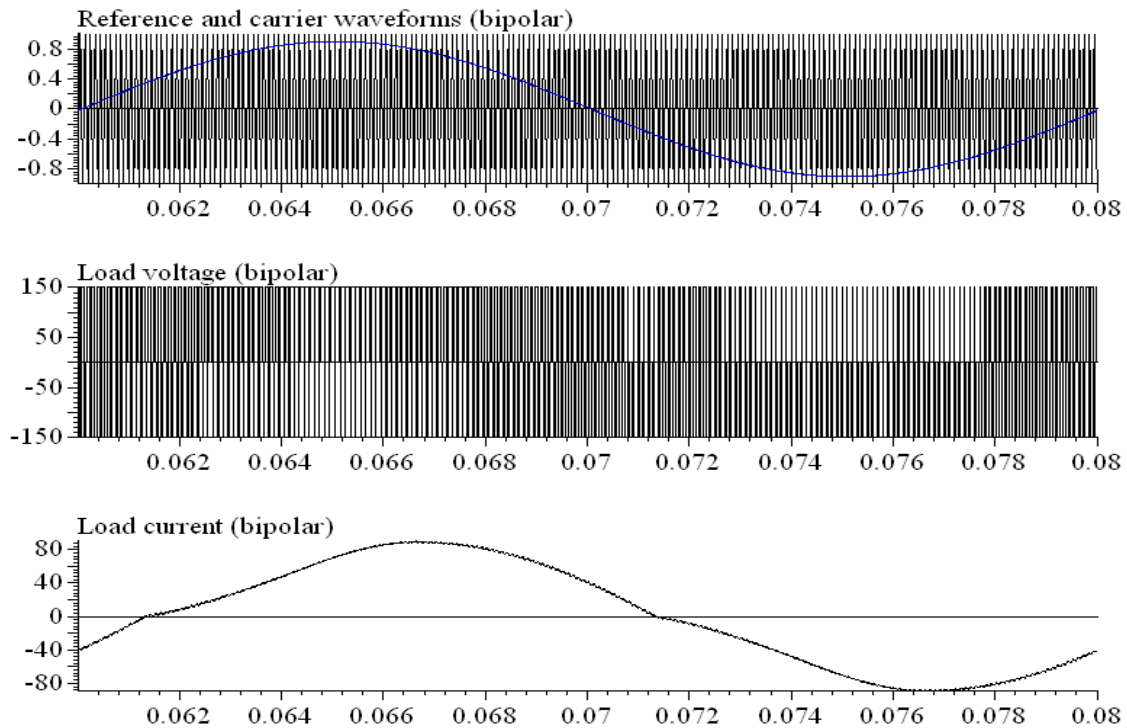 Reference and carrier waveforms (bipolar)
0.8
0.4
0
-0.4
-0.8
0.062 0.064 0.066 0.068 0.07 0.072 0.074 0.076 0.078 0.08
Load voltage (bipolar)
150
50
-50
-150
0.062 0.064 0.066 0.068 0.07 0.072 0.074 0.076 0.078 0.08
Load current (bipolar)
80
40
0
-40
-80
0.062 0.064 0.066 0.068 0.07 0.072 0.074 0.076 0.078 0.08